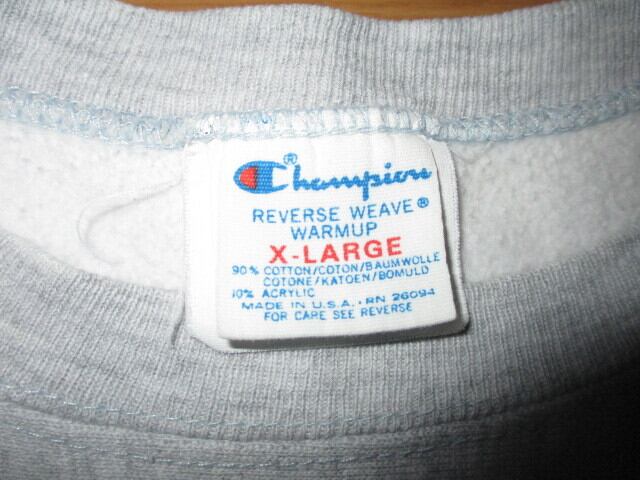 Champion®
REVERSE WEAVE®
WARMUP
X-LARGE
90% COTTON/COTON/BAUMWOLLE
COTONE/KATOEN/BOMULD
10% ACRYLIC
MADE IN U.S.A. · RN 26094
FOR CARE SEE REVERSE